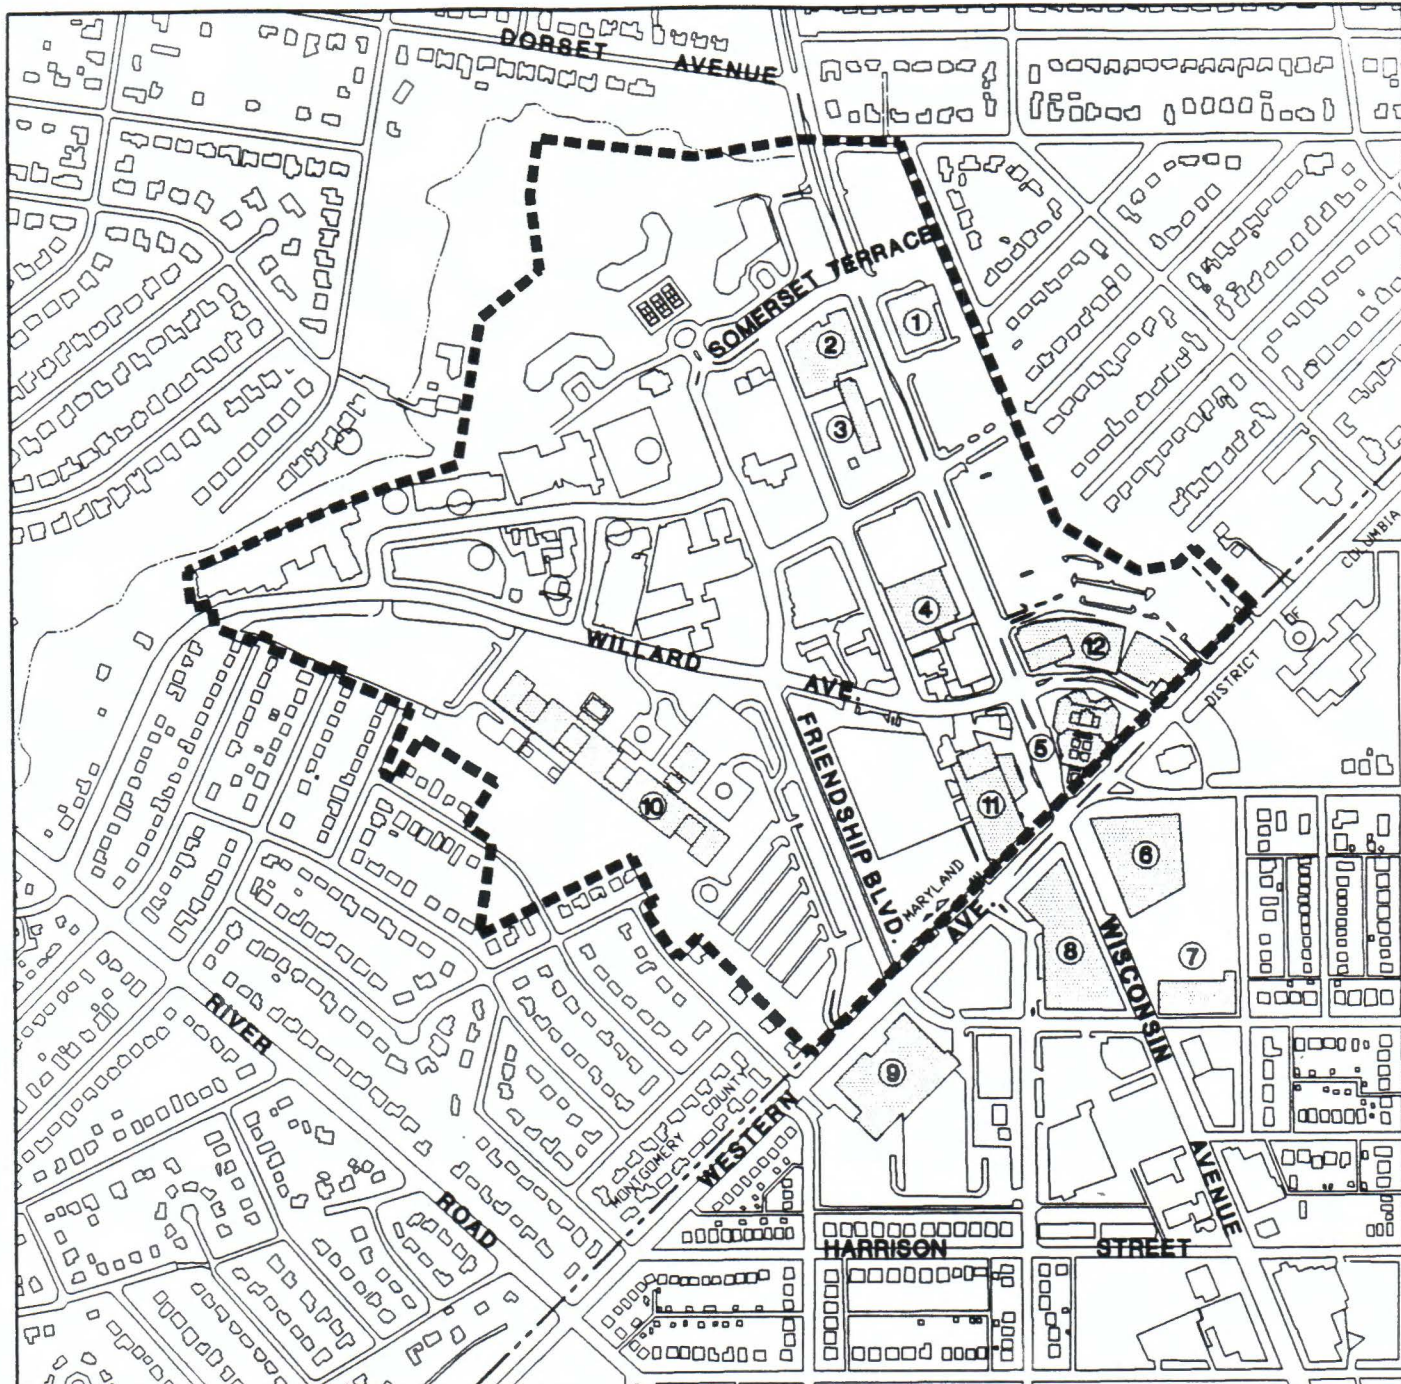 DORSET AVENUE
SOMERSET TERRACE
1
2
3
COLUMBIA
OF
DISTRICT
4
12
WILLARD AVE.
5
FRIENDSHIP BLVD.
10
11
6
MARYLAND
AVE.
8
7
WISCONSIN
RIVER
9
MONTGOMERY COUNTY
WESTERN
AVENUE
ROAD
HARRISON STREET